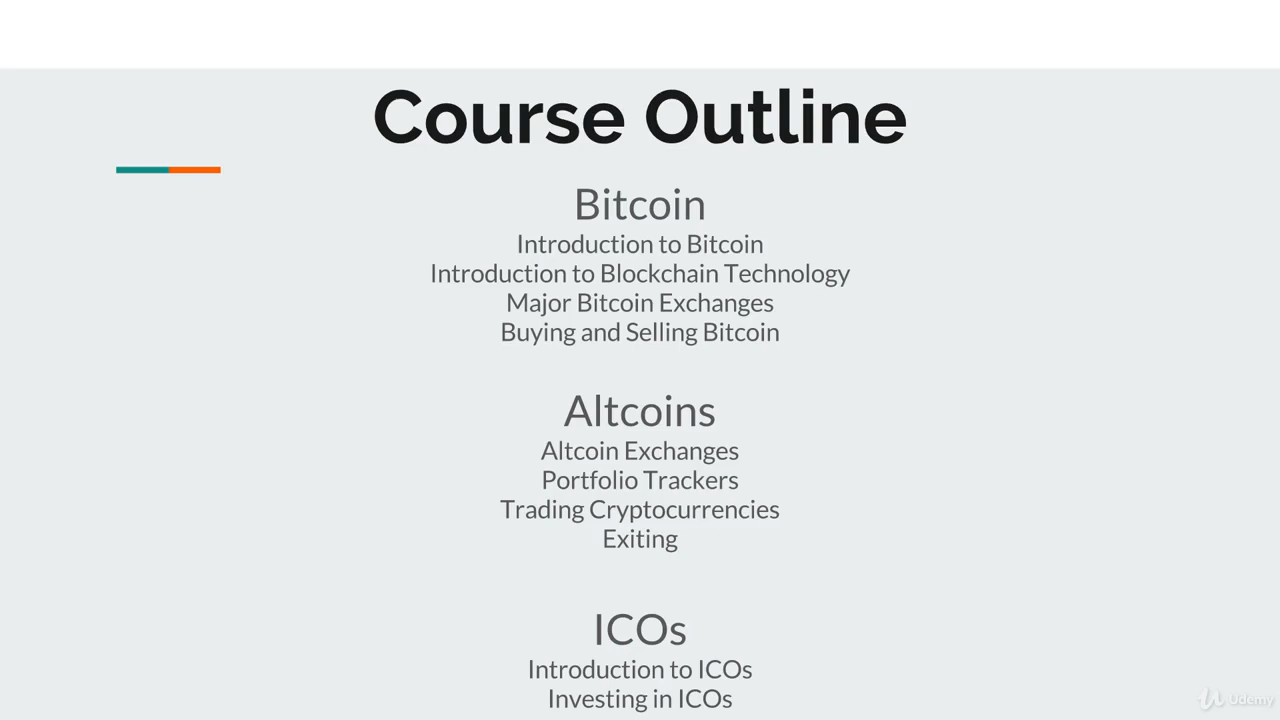 Course Outline
Bitcoin
Introduction to Bitcoin
Introduction to Blockchain Technology
Major Bitcoin Exchanges
Buying and Selling Bitcoin
Altcoins
Altcoin Exchanges
Portfolio Trackers
Trading Cryptocurrencies
Exiting
ICOs
Introduction to ICOs
Investing in ICOs
Udemy